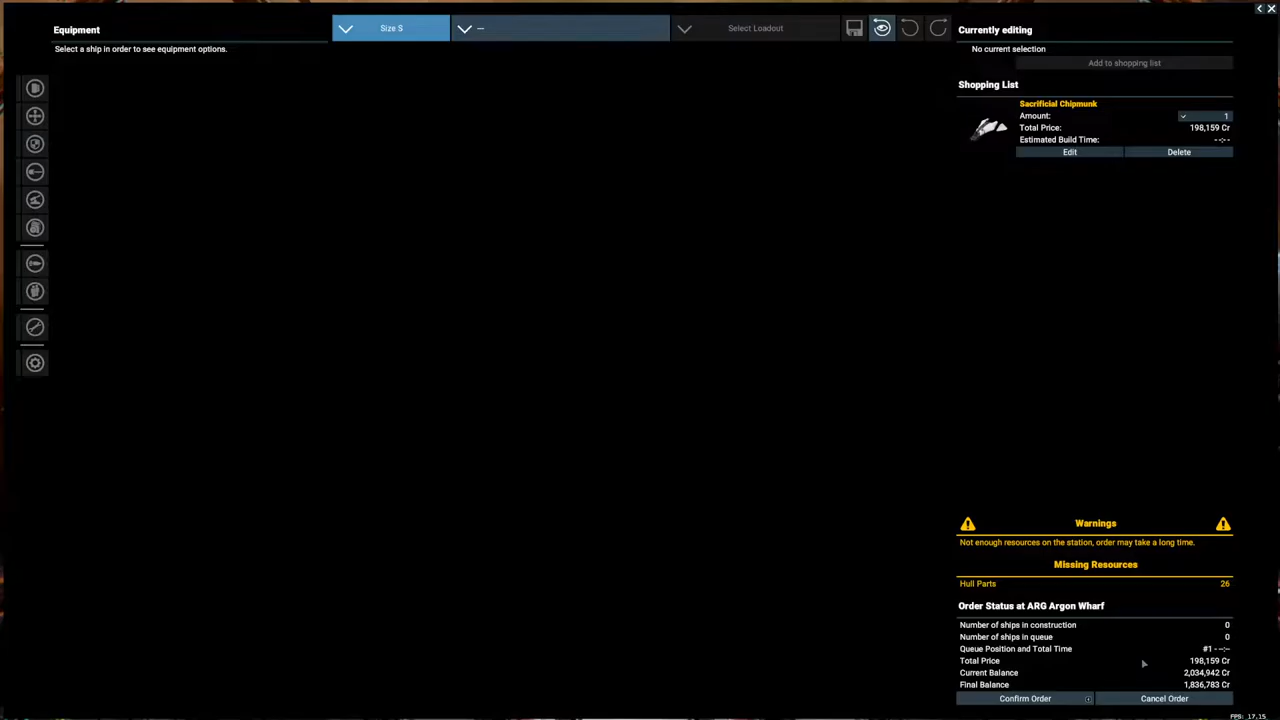 Equipment
Select a ship in order to see equipment options.
Size S
—
Select Loadout
Currently editing
No current selection
Add to shopping list
Shopping List
Sacrificial Chipmunk
Amount: 1
Total Price: 198,159 Cr
Estimated Build Time: --:--
Edit Delete
Warnings
Not enough resources on the station, order may take a long time.
Missing Resources
Hull Parts 26
Order Status at ARG Argon Wharf
Number of ships in construction 0
Number of ships in queue 0
Queue Position and Total Time #1 - --:--
Total Price 198,159 Cr
Current Balance 2,034,942 Cr
Final Balance 1,836,783 Cr
Confirm Order Cancel Order
FPS: 17.15